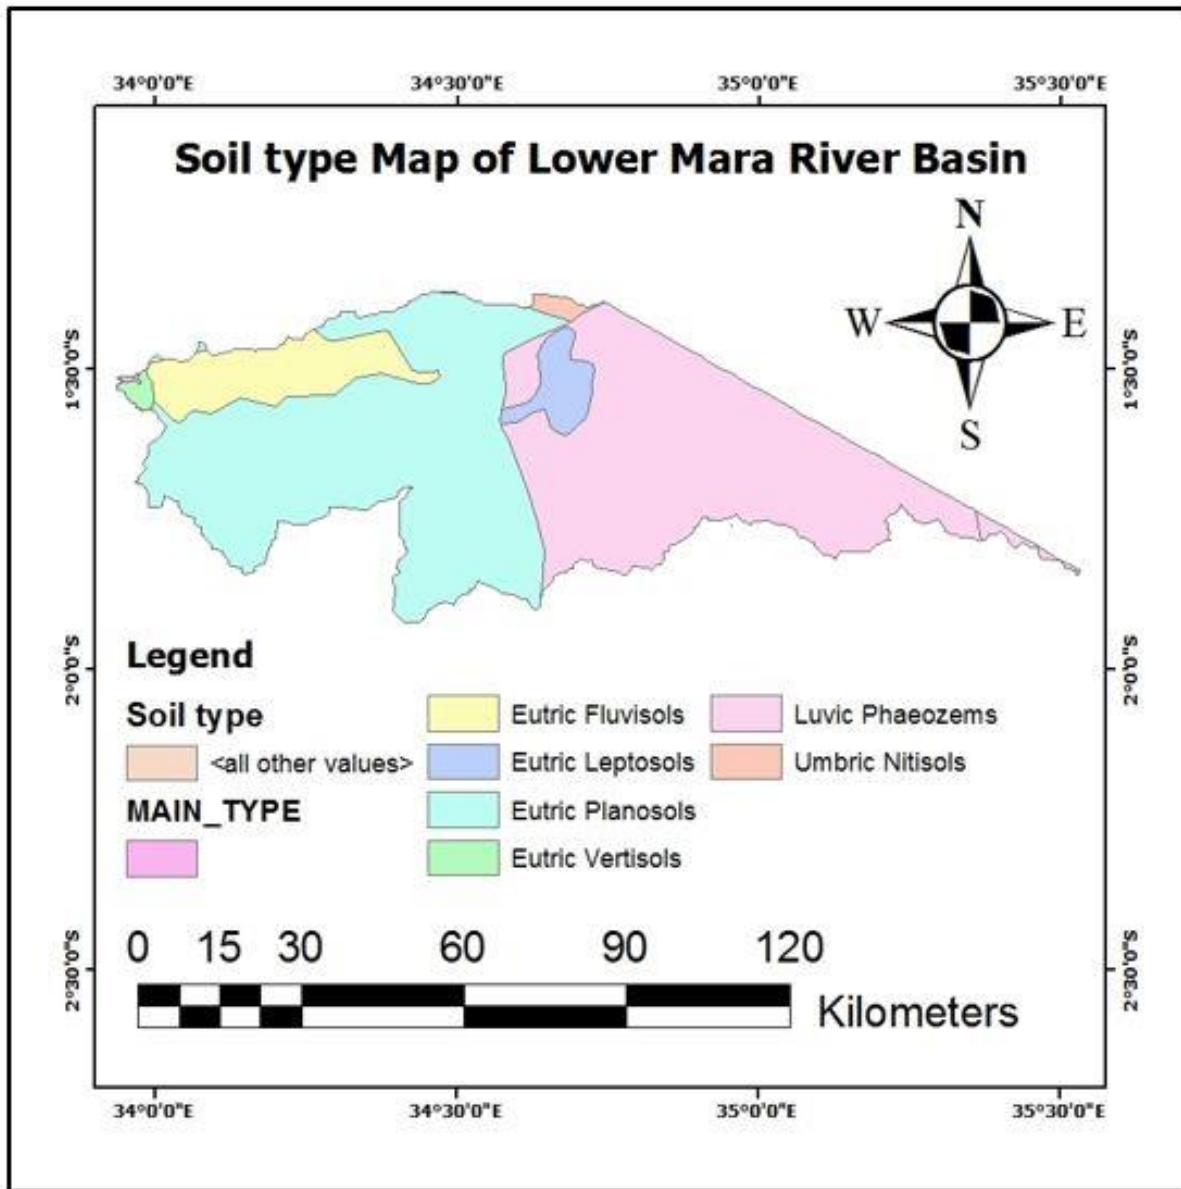 34°0'0"E 34°30'0"E 35°0'0"E 35°30'0"E
Soil type Map of Lower Mara River Basin
N
W E
S
1°30'0"S 1°30'0"S
2°0'0"S 2°0'0"S
2°30'0"S 2°30'0"S
Legend
Soil type
<all other values>
MAIN_TYPE
Eutric Fluvisols
Eutric Leptosols
Eutric Planosols
Eutric Vertisols
Luvic Phaeozems
Umbric Nitisols
0 15 30 60 90 120
Kilometers
34°0'0"E 34°30'0"E 35°0'0"E 35°30'0"E